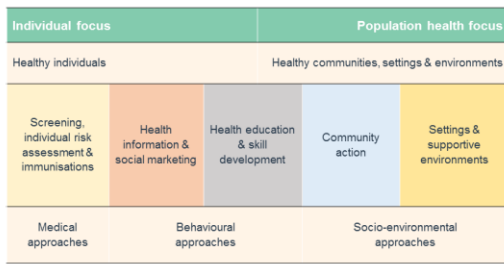 Individual focus
Population health focus
Healthy individuals
Healthy communities, settings & environments
Screening,
individual risk
assessment &
immunisations
Health
information &
social marketing
Health education
& skill
development
Community
action
Settings &
supportive
environments
Medical
approaches
Behavioural
approaches
Socio-environmental
approaches